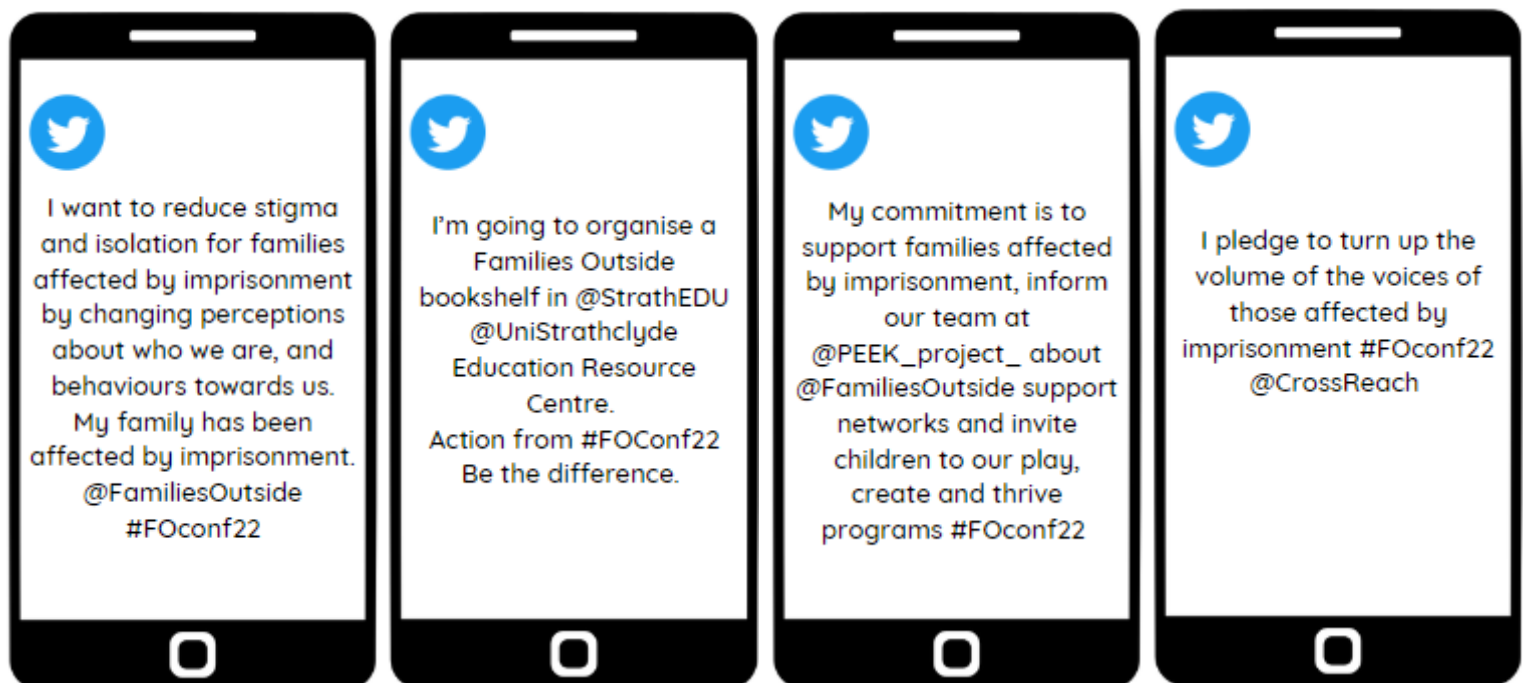 I want to reduce stigma
and isolation for families
affected by imprisonment
by changing perceptions
about who we are, and
behaviours towards us.
My family has been
affected by imprisonment.
@FamiliesOutside
#FOconf22
I’m going to organise a
Families Outside
bookshelf in @StrathEDU
@UniStrathclyde
Education Resource
Centre.
Action from #FOConf22
Be the difference.
My commitment is to
support families affected
by imprisonment, inform
our team at
@PEEK_project_ about
@FamiliesOutside support
networks and invite
children to our play,
create and thrive
programs #FOconf22
I pledge to turn up the
volume of the voices of
those affected by
imprisonment #FOconf22
@CrossReach